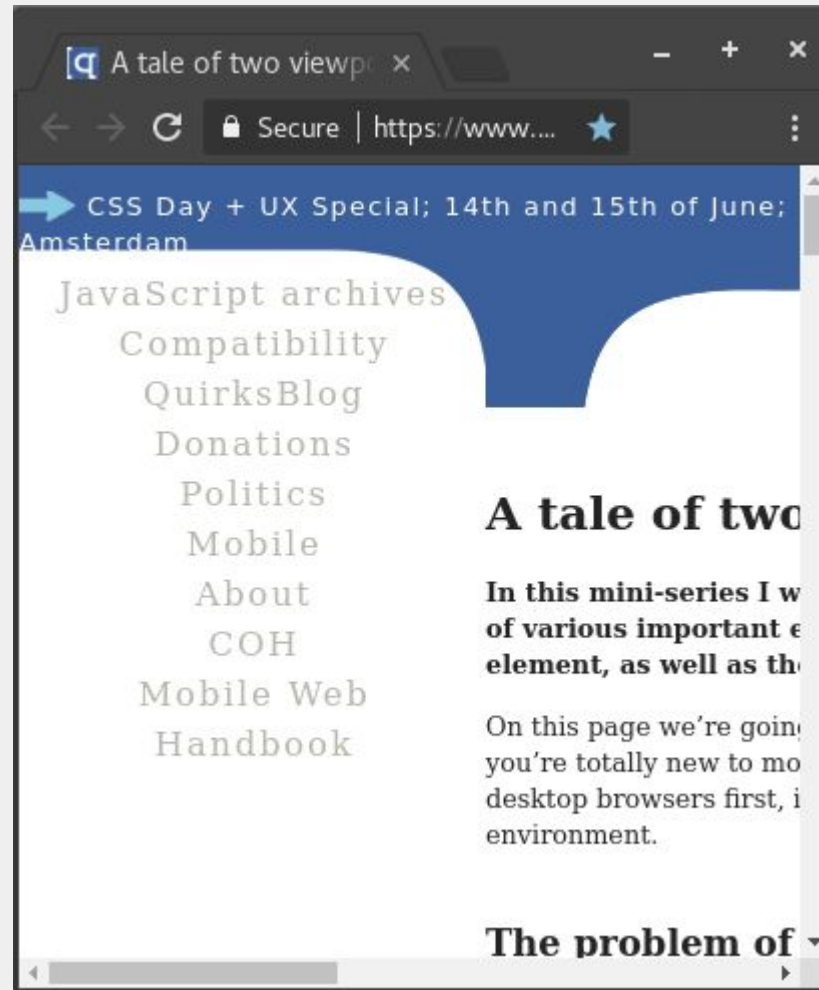 A tale of two viewp
Secure | https://www....
CSS Day + UX Special; 14th and 15th of June;
Amsterdam
JavaScript archives
Compatibility
QuirksBlog
Donations
Politics
Mobile
About
COH
Mobile Web
Handbook
A tale of two
In this mini-series I w
of various important e
element, as well as the
On this page we’re going
you’re totally new to mo
desktop browsers first, i
environment.
The problem of